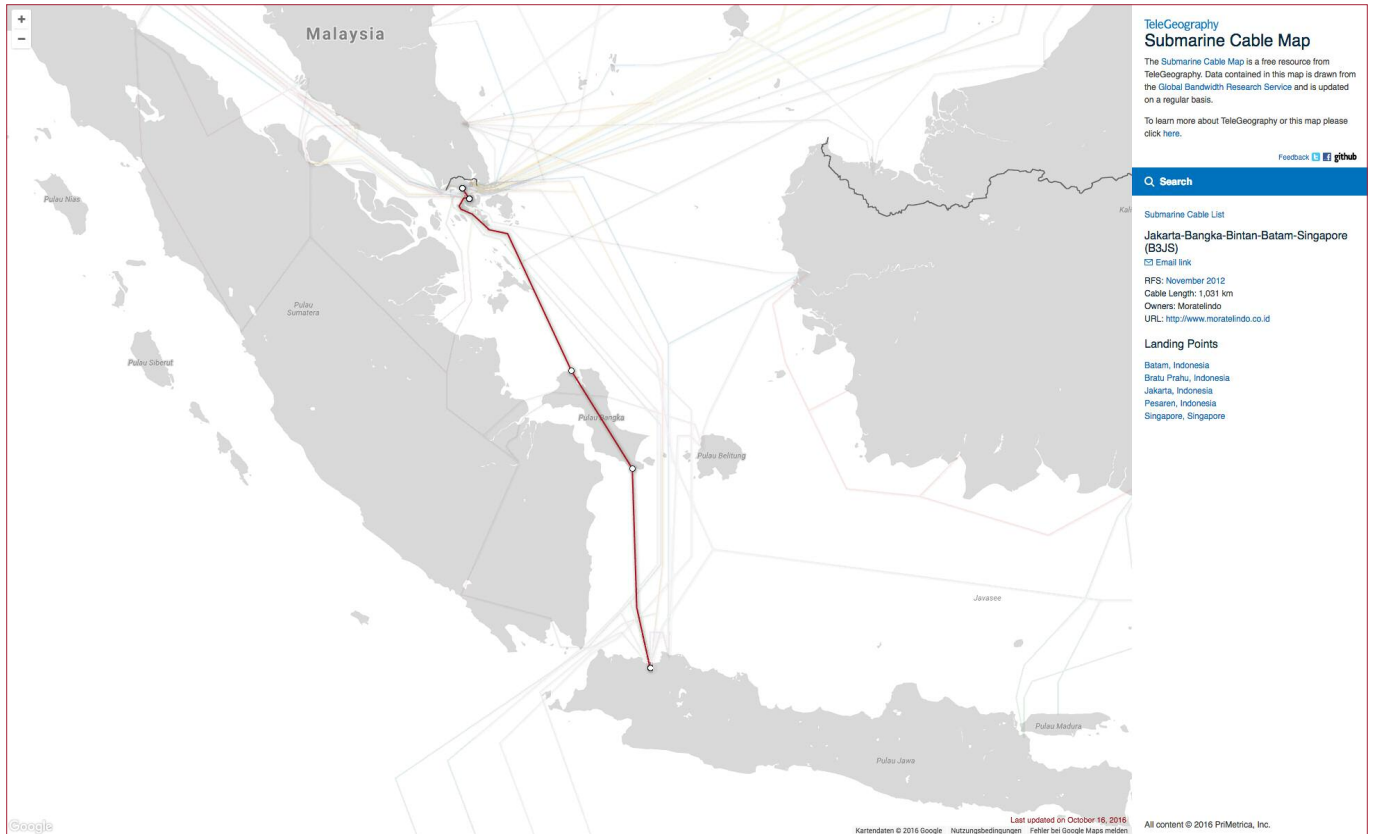 +
−
Malaysia
Pulau Nias
Pulau
Sumatera
Pulau Siberut
Pulau Bangka
Pulau Belitung
Kali
Javasee
Pulau Madura
Pulau Jawa
Google
Last updated on October 16, 2016
Kartendaten © 2016 Google Nutzungsbedingungen Fehler bei Google Maps melden
TeleGeography
Submarine Cable Map
The Submarine Cable Map is a free resource from
TeleGeography. Data contained in this map is drawn from
the Global Bandwidth Research Service and is updated
on a regular basis.
To learn more about TeleGeography or this map please
click here.
Feedback github
Search
Submarine Cable List
Jakarta-Bangka-Bintan-Batam-Singapore
(B3JS)
Email link
RFS: November 2012
Cable Length: 1,031 km
Owners: Moratelindo
URL: http://www.moratelindo.co.id
Landing Points
Batam, Indonesia
Bratu Prahu, Indonesia
Jakarta, Indonesia
Pesaren, Indonesia
Singapore, Singapore
All content © 2016 PriMetrica, Inc.